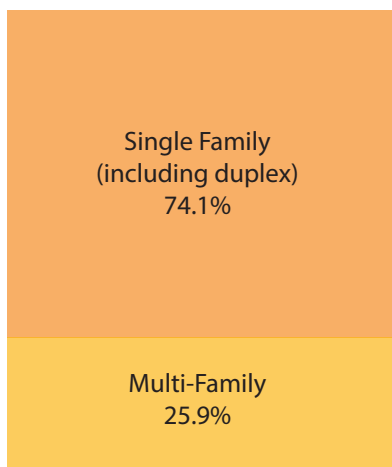 Single Family
(including duplex)
74.1%
Multi-Family
25.9%